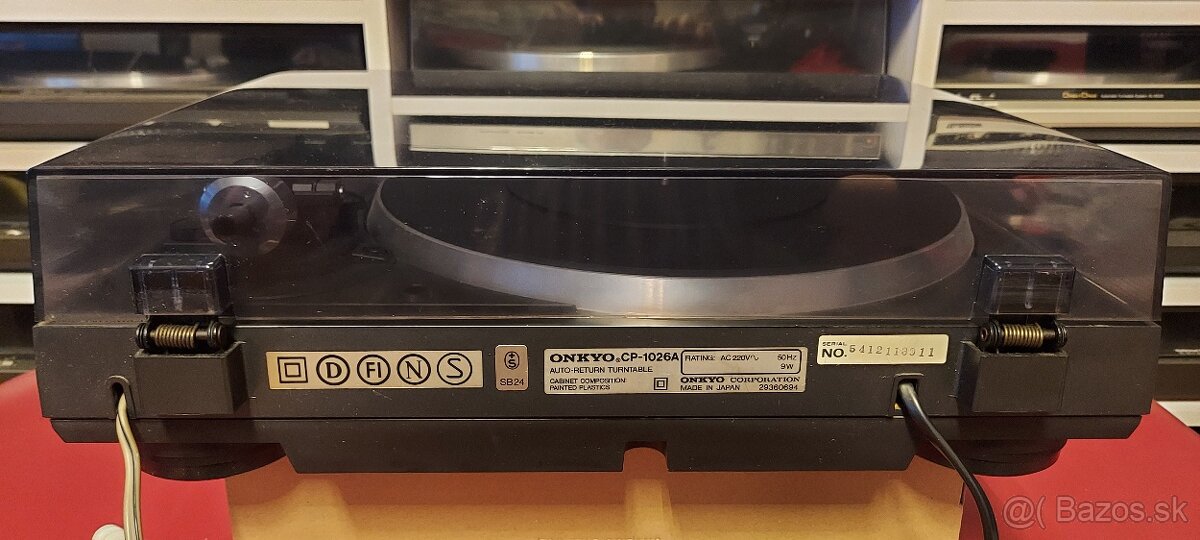 D FI N S
S
SB24
ONKYO® CP-1026A
AUTO-RETURN TURNTABLE
CABINET COMPOSITION
PAINTED PLASTICS
RATING: AC 220V~ 50Hz
9W
ONKYO CORPORATION
MADE IN JAPAN 29360694
SERIAL
NO. 5412118911
@( Bazos.sk